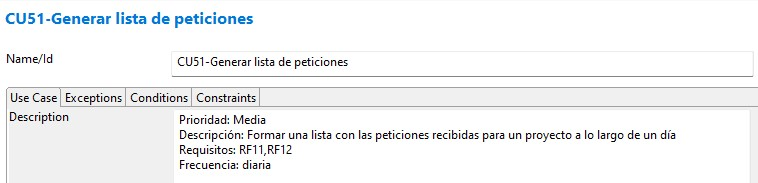 CU51-Generar lista de peticiones
Name/Id CU51-Generar lista de peticiones
Use Case Exceptions Conditions Constraints
Description Prioridad: Media
Descripción: Formar una lista con las peticiones recibidas para un proyecto a lo largo de un día
Requisitos: RF11,RF12
Frecuencia: diaria